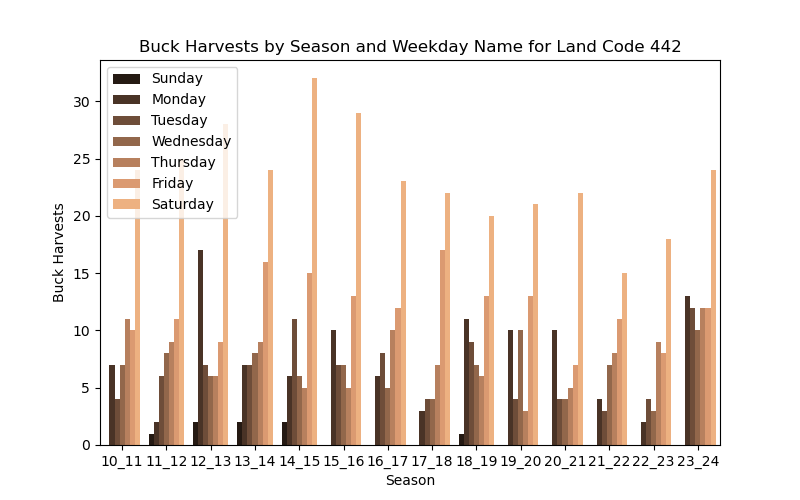 Buck Harvests by Season and Weekday Name for Land Code 442
Sunday
Monday
Tuesday
Wednesday
Thursday
Friday
Saturday
30
25
20
15
10
5
0
Buck Harvests
10_11 11_12 12_13 13_14 14_15 15_16 16_17 17_18 18_19 19_20 20_21 21_22 22_23 23_24
Season